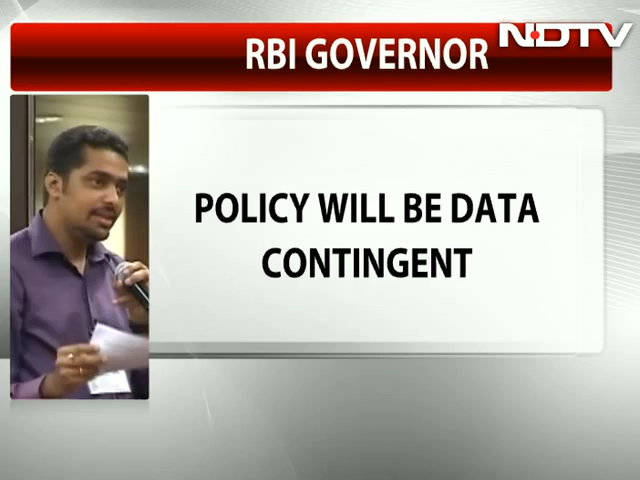 NDTV
RBI GOVERNOR
POLICY WILL BE DATA
CONTINGENT